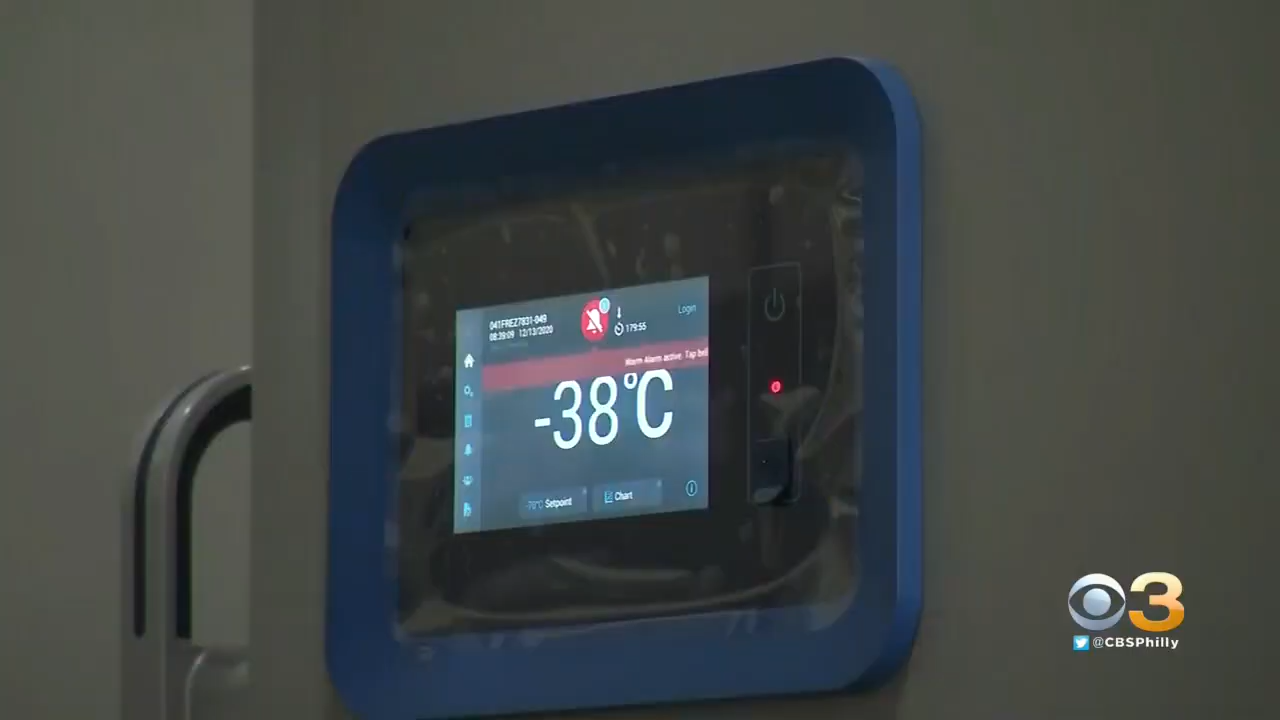 041FREZ7831-049
08:39:09 12/13/2020
179:55
Login
Warm Alarm active. Tap bel
-38°C
-70°C Setpoint
Chart
3
@CBSPhilly